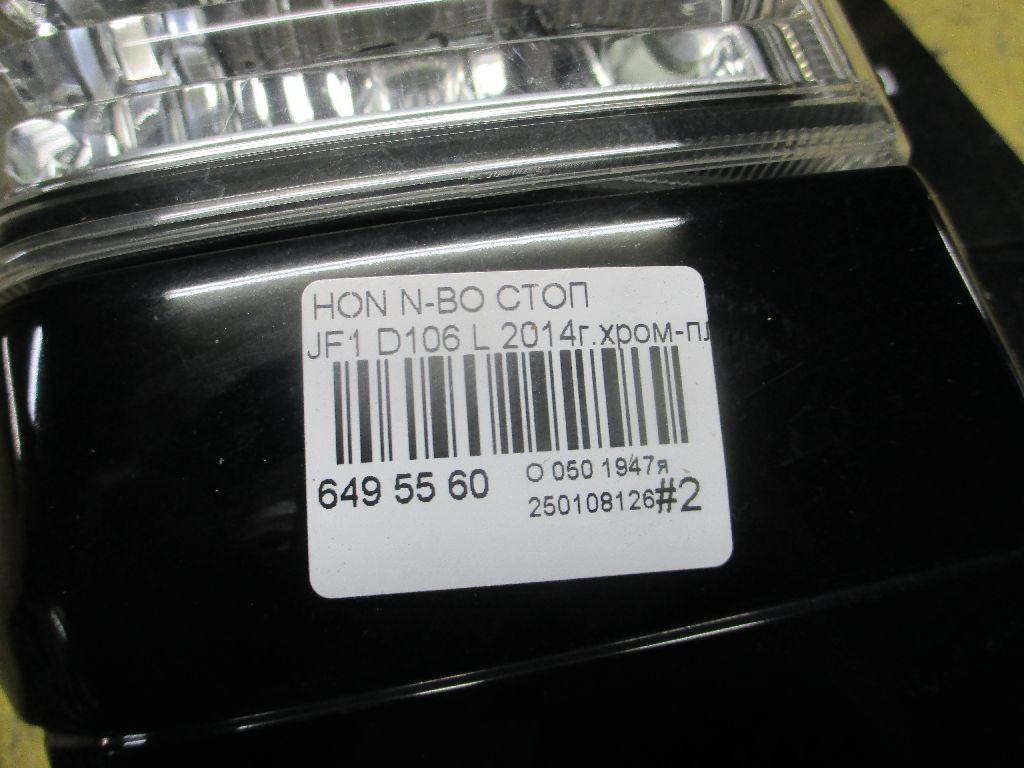 HON N-BO СТОП
JF1 D106 L 2014г.хром-пл
649 55 60
О 050 1947я
250108126#2